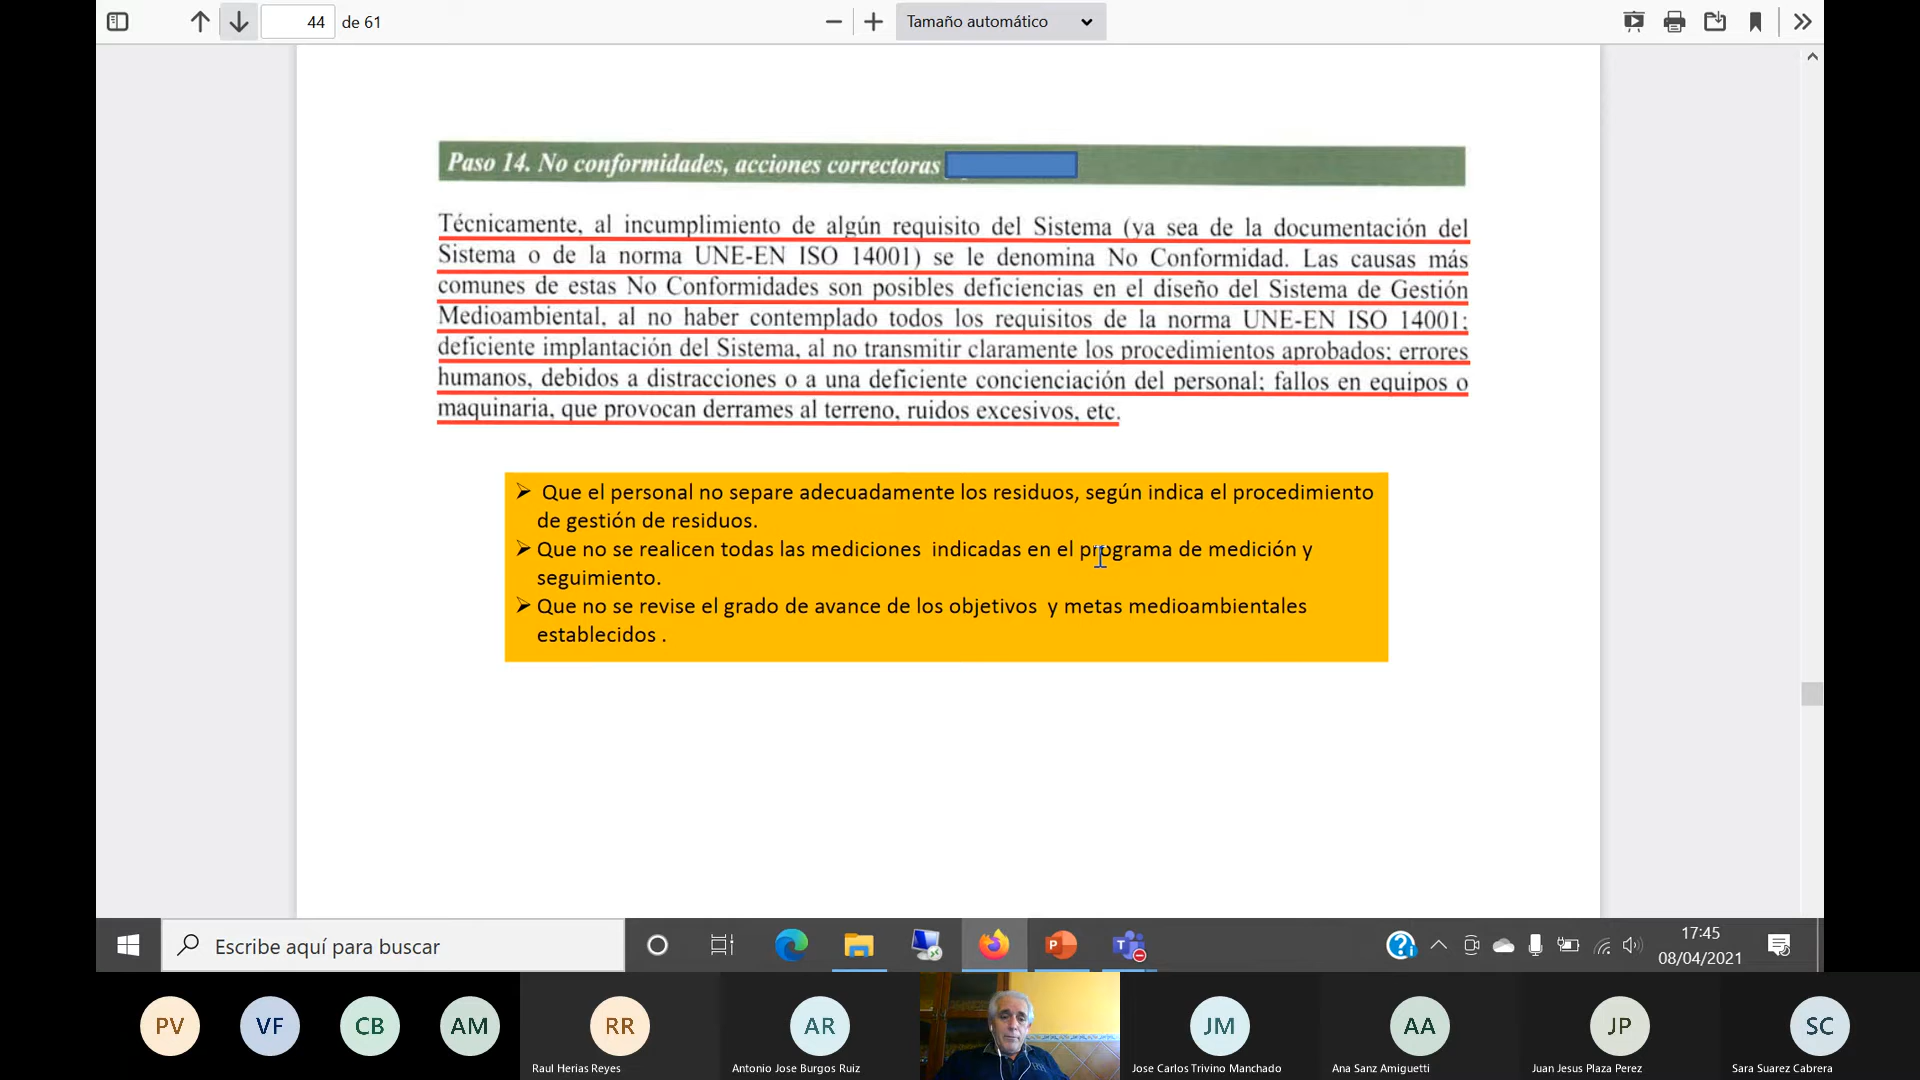 44 de 61 Tamaño automático
Paso 14. No conformidades, acciones correctoras
Técnicamente, al incumplimiento de algún requisito del Sistema (ya sea de la documentación del
Sistema o de la norma UNE-EN ISO 14001) se le denomina No Conformidad. Las causas más
comunes de estas No Conformidades son posibles deficiencias en el diseño del Sistema de Gestión
Medioambiental, al no haber contemplado todos los requisitos de la norma UNE-EN ISO 14001;
deficiente implantación del Sistema, al no transmitir claramente los procedimientos aprobados; errores
humanos, debidos a distracciones o a una deficiente concienciación del personal; fallos en equipos o
maquinaria, que provocan derrames al terreno, ruidos excesivos, etc.
➢ Que el personal no separe adecuadamente los residuos, según indica el procedimiento
de gestión de residuos.
➢ Que no se realicen todas las mediciones indicadas en el programa de medición y
seguimiento.
➢ Que no se revise el grado de avance de los objetivos y metas medioambientales
establecidos .
Escribe aquí para buscar
17:45
08/04/2021
PV VF CB AM RR AR JM AA JP SC
Raul Herias Reyes Antonio Jose Burgos Ruiz Jose Carlos Trivino Manchado Ana Sanz Amiguetti Juan Jesus Plaza Perez Sara Suarez Cabrera